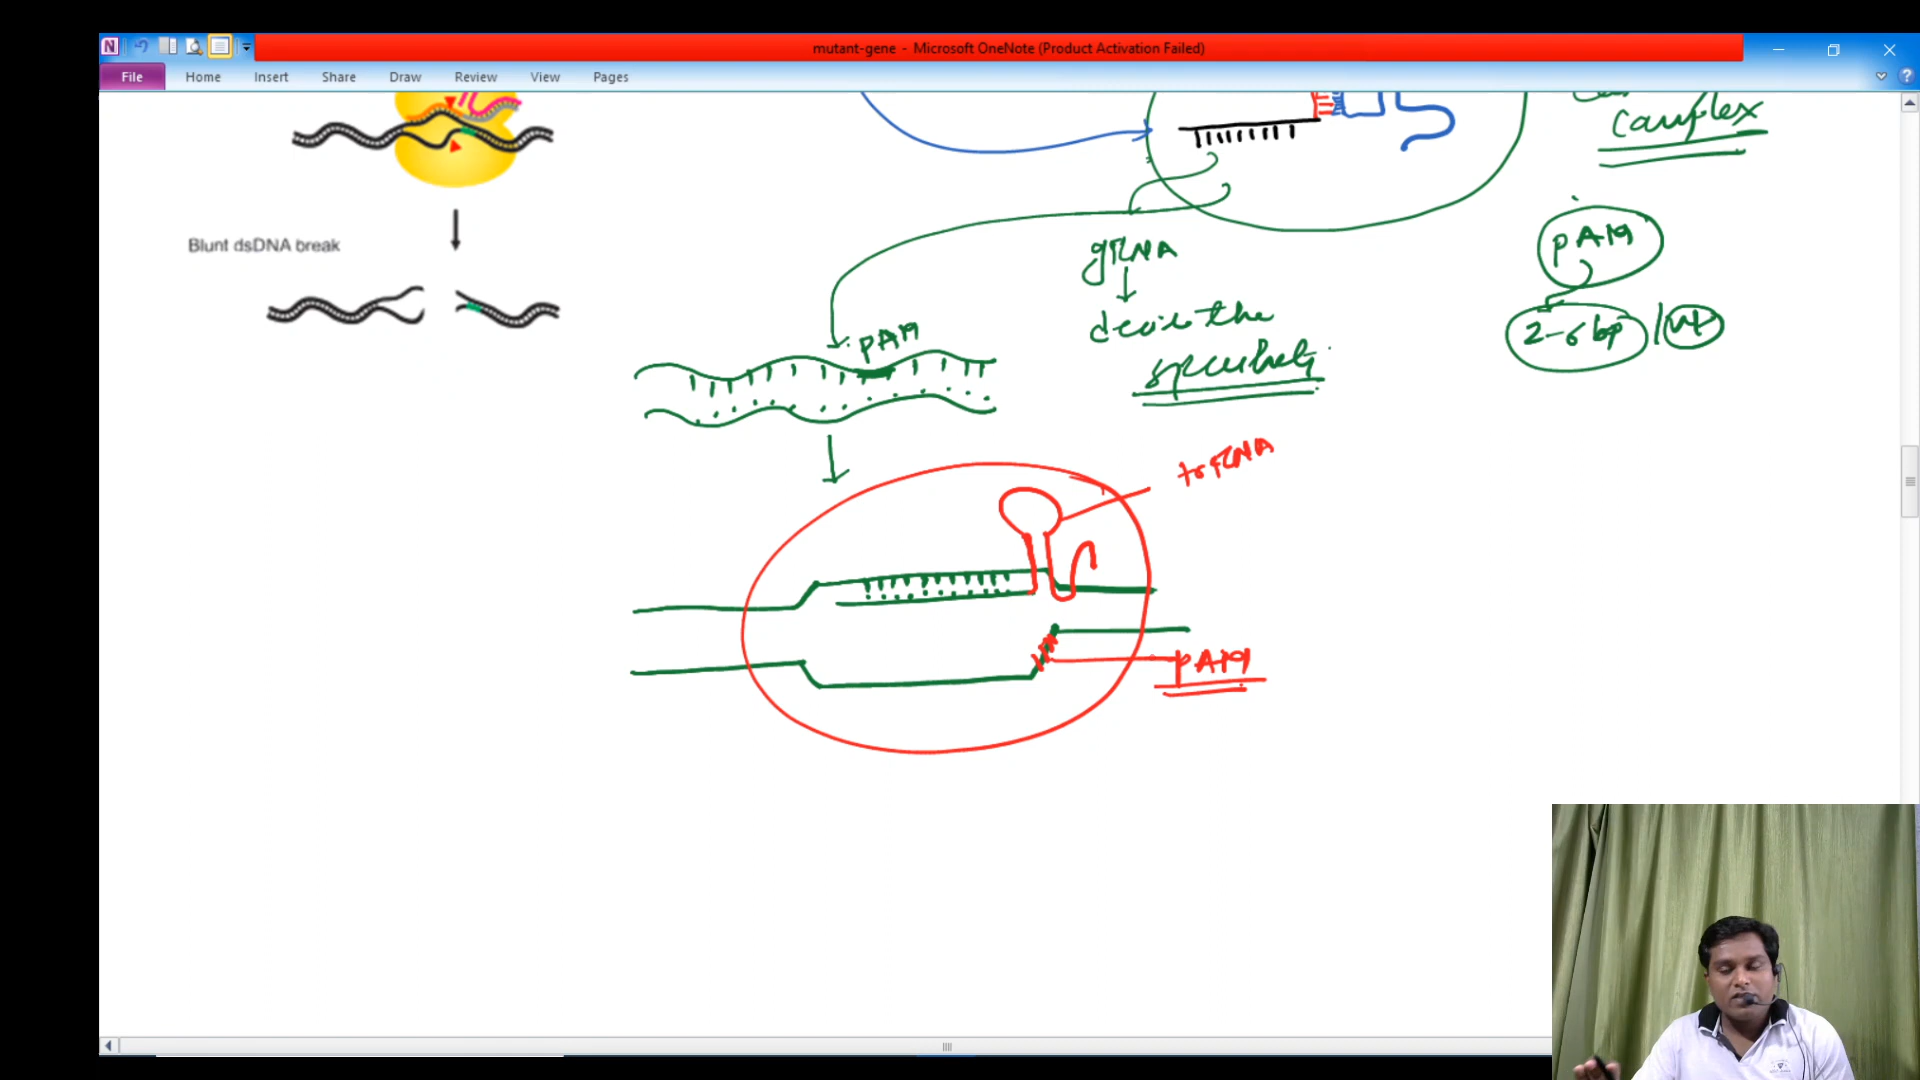 mutant-gene - Microsoft OneNote (Product Activation Failed)
File Home Insert Share Draw Review View Pages
complex
Blunt dsDNA break
gRNA
PAM
2-6 bp /
PAM
the
PAM